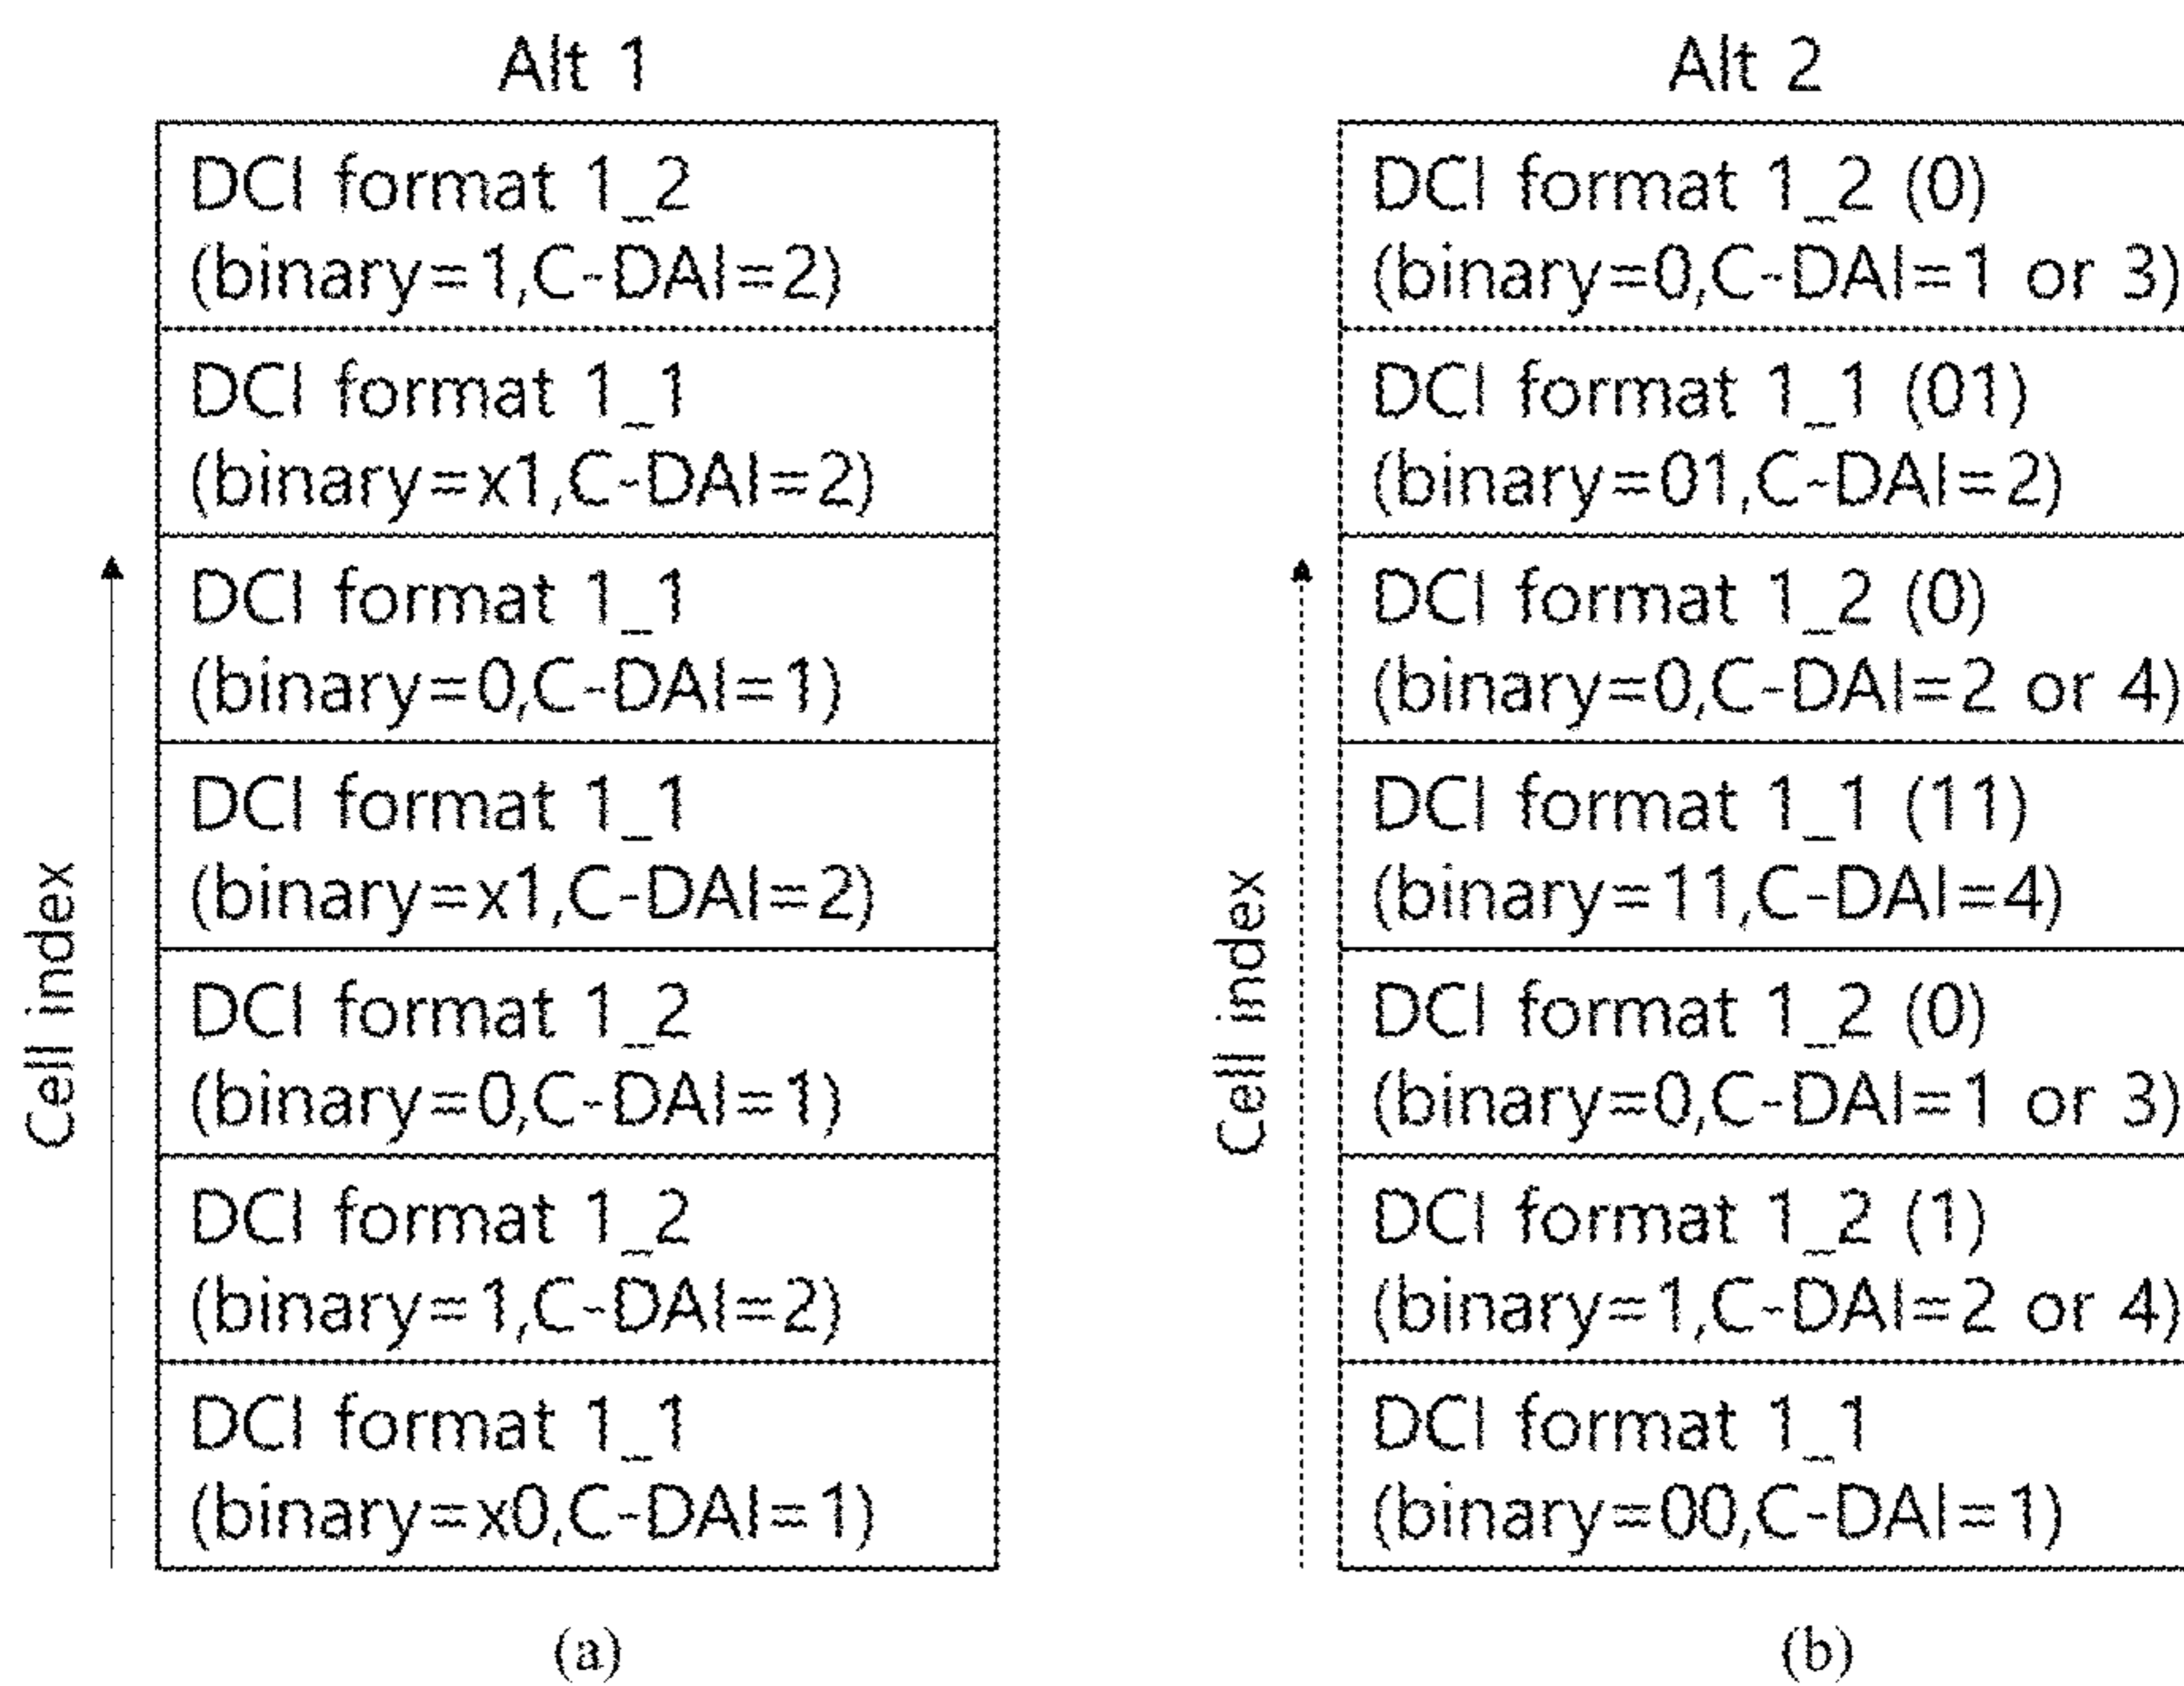 Alt 1
DCI format 1_2
(binary=1,C-DAI=2)
DCI format 1_1
(binary=x1,C-DAI=2)
DCI format 1_1
(binary=0,C-DAI=1)
DCI format 1_1
(binary=x1,C-DAI=2)
DCI format 1_2
(binary=0,C-DAI=1)
DCI format 1_2
(binary=1,C-DAI=2)
DCI format 1_1
(binary=x0,C-DAI=1)
Cell index
(a)
Alt 2
DCI format 1_2 (0)
(binary=0,C-DAI=1 or 3)
DCI format 1_1 (01)
(binary=01,C-DAI=2)
DCI format 1_2 (0)
(binary=0,C-DAI=2 or 4)
DCI format 1_1 (11)
(binary=11,C-DAI=4)
DCI format 1_2 (0)
(binary=0,C-DAI=1 or 3)
DCI format 1_2 (1)
(binary=1,C-DAI=2 or 4)
DCI format 1_1
(binary=00,C-DAI=1)
Cell index
(b)